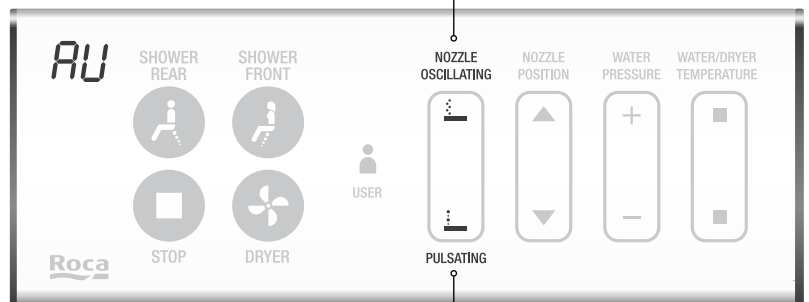 AU
SHOWER
REAR
SHOWER
FRONT
NOZZLE
OSCILLATING
NOZZLE
POSITION
WATER
PRESSURE
WATER/DRYER
TEMPERATURE
USER
STOP
DRYER
PULSATING
Roca